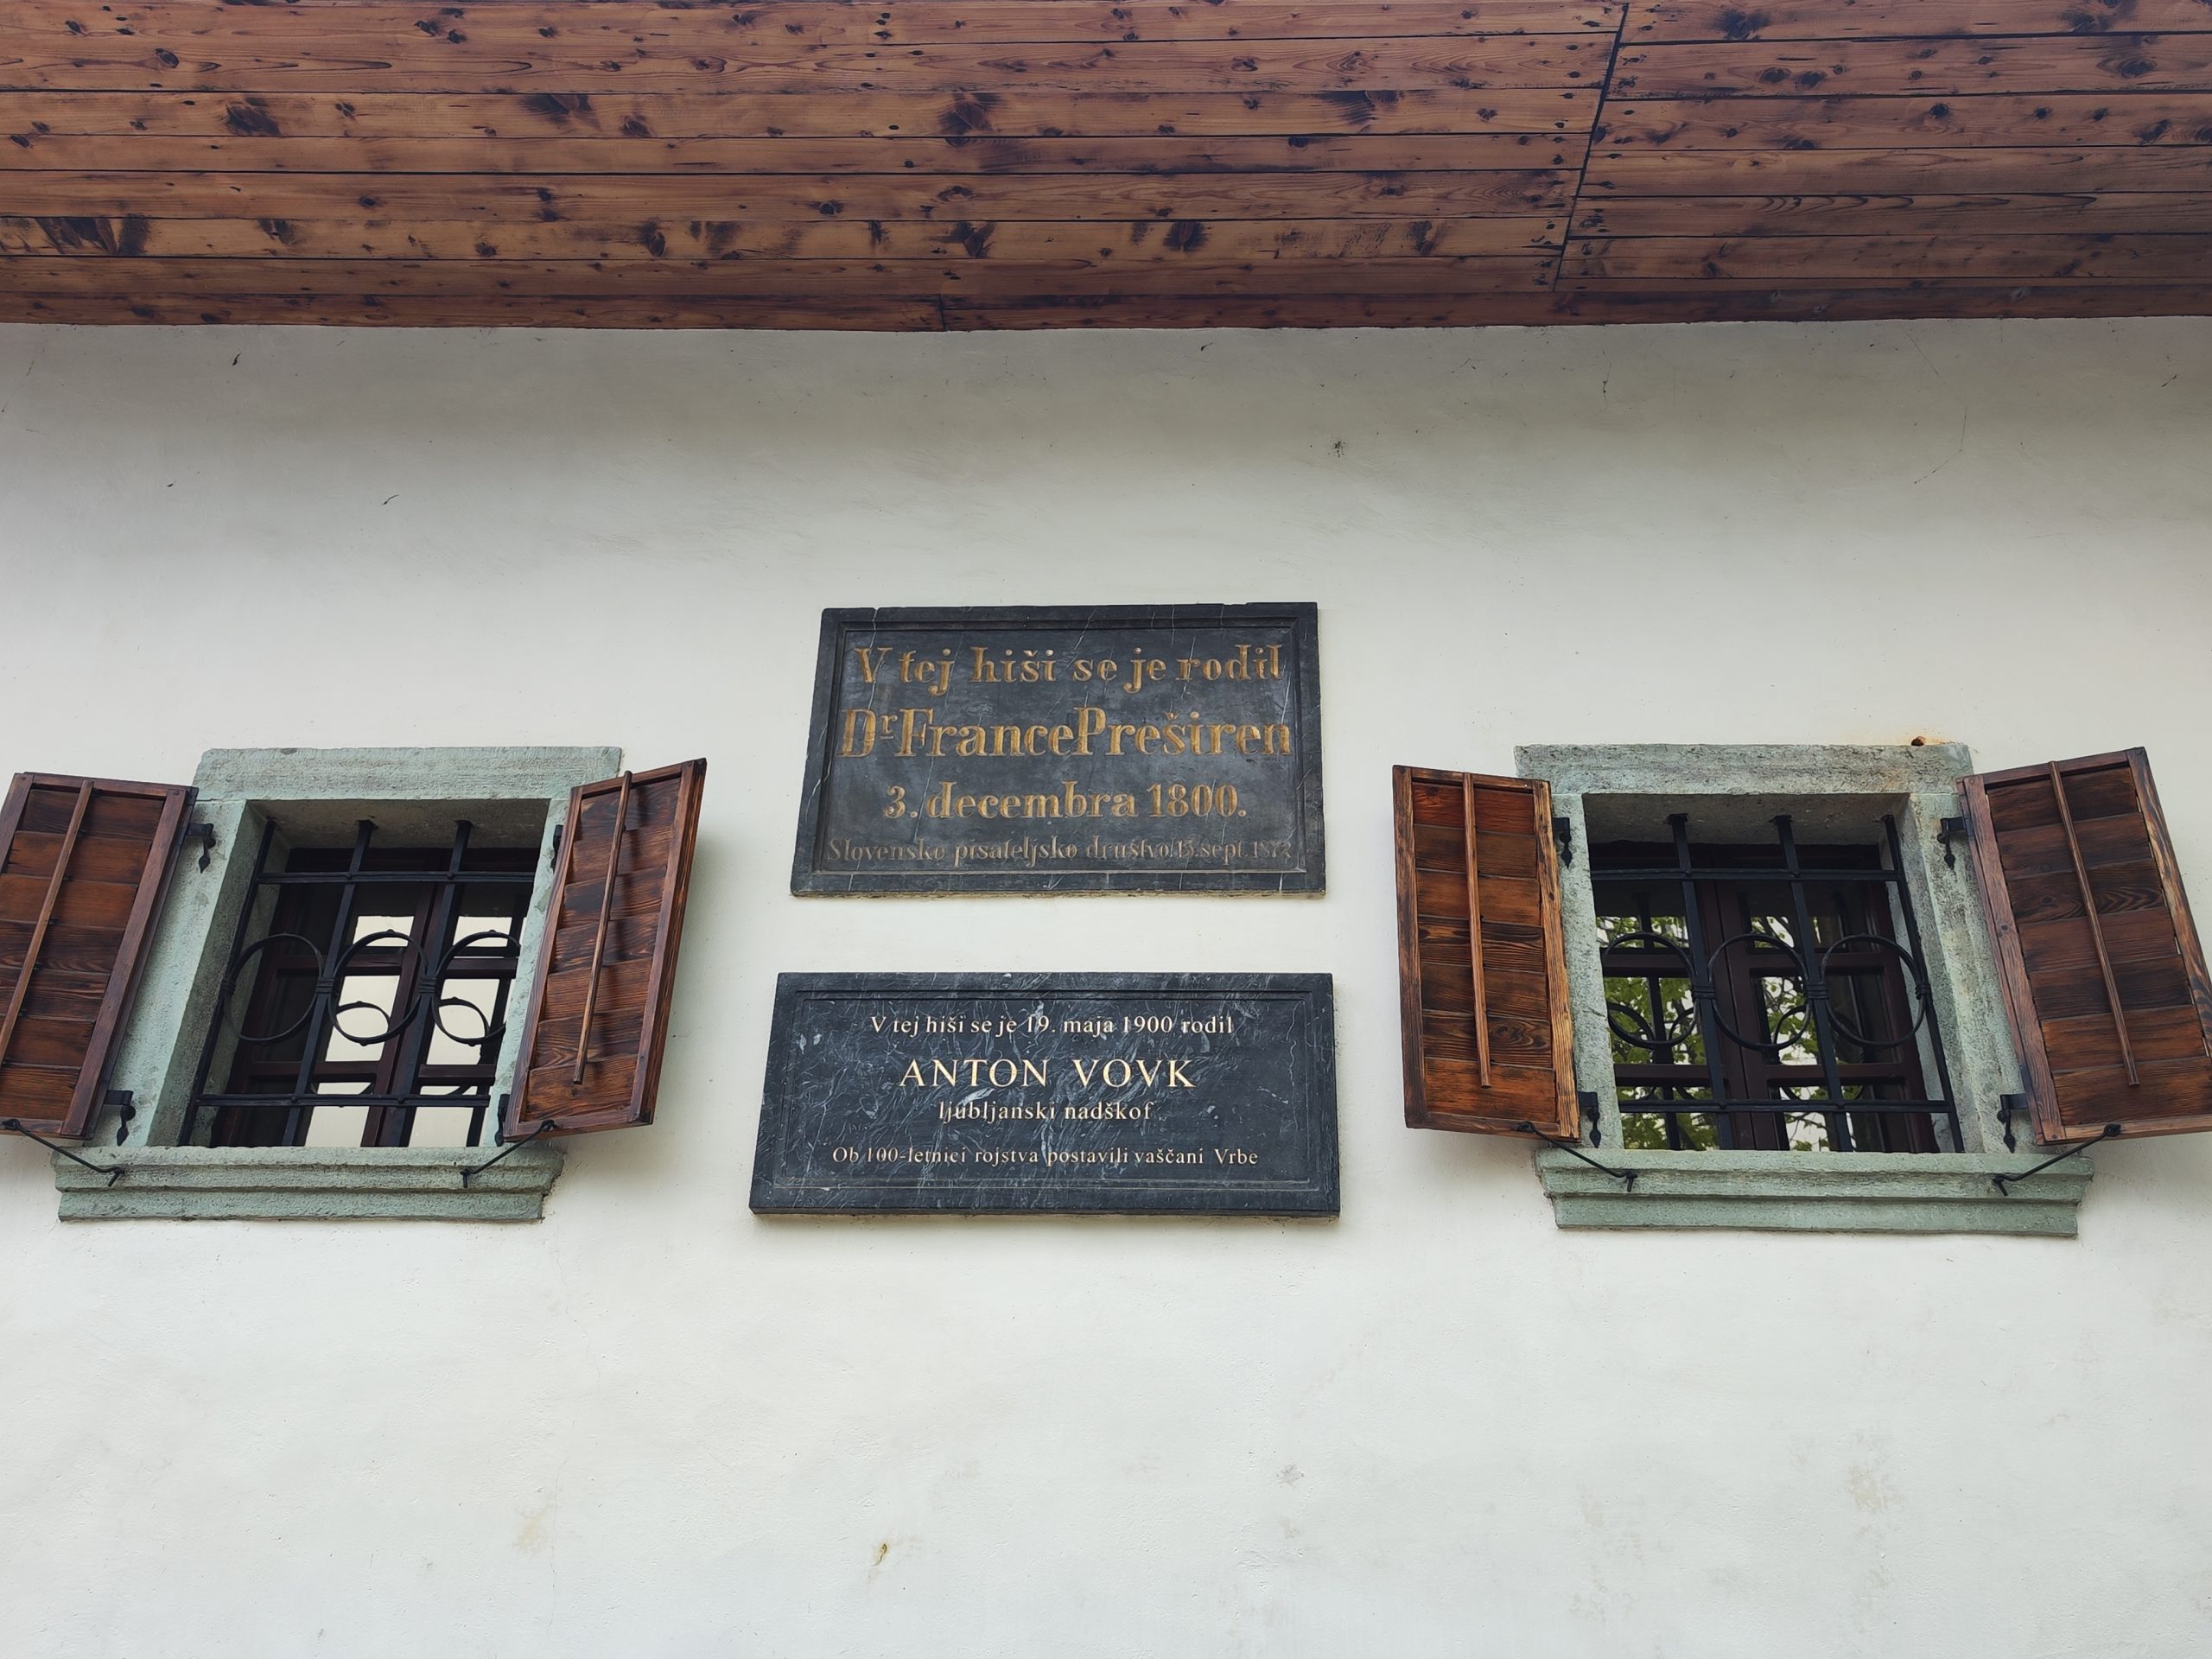 V tej hiši se je rodil
Dr France Preširen
3. decembra 1800.
Slovensko pisateljsko društvo 15. sept. 1872
V tej hiši se je 19. maja 1900 rodil
ANTON VOVK
ljubljanski nadškof
Ob 100-letnici rojstva postavili vaščani Vrbe